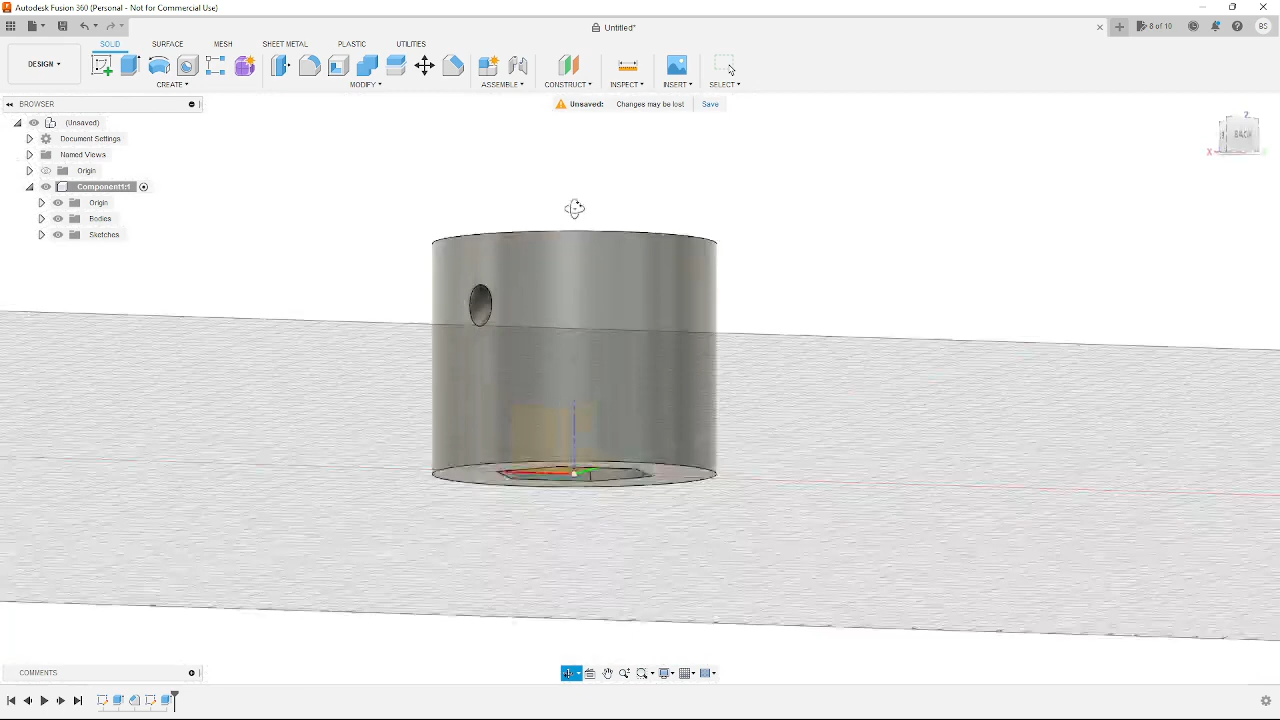 Autodesk Fusion 360 (Personal - Not for Commercial Use)
Untitled*
8 of 10
BS
DESIGN
SOLID
SURFACE
MESH
SHEET METAL
PLASTIC
UTILITIES
CREATE
MODIFY
ASSEMBLE
CONSTRUCT
INSPECT
INSERT
SELECT
BROWSER
Unsaved: Changes may be lost Save
(Unsaved)
Document Settings
Named Views
Origin
Component1:1
Origin
Bodies
Sketches
Z
BACK
X
COMMENTS